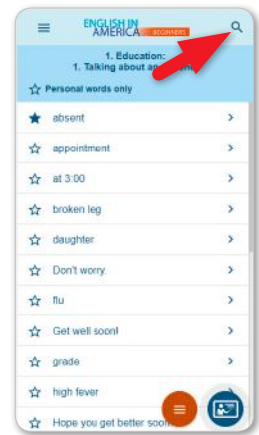 ENGLISH IN
AMERICA BEGINNERS
1. Education:
1. Talking about an
Personal words only
absent
appointment
at 3:00
broken leg
daughter
Don't worry.
flu
Get well soon!
grade
high fever
Hope you get better soon